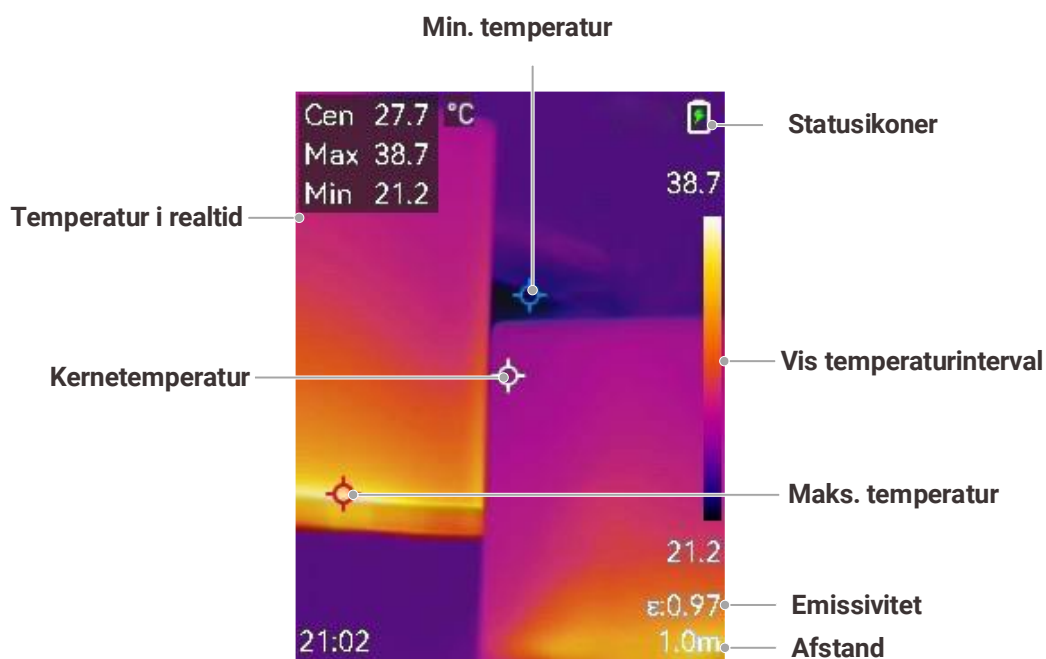 Min. temperatur
Cen 27.7 °C
Max 38.7
Min 21.2
Statusikoner
38.7
Temperatur i realtid
Vis temperaturinterval
Kernetemperatur
Maks. temperatur
21.2
ε:0.97
Emissivitet
21:02
1.0m
Afstand